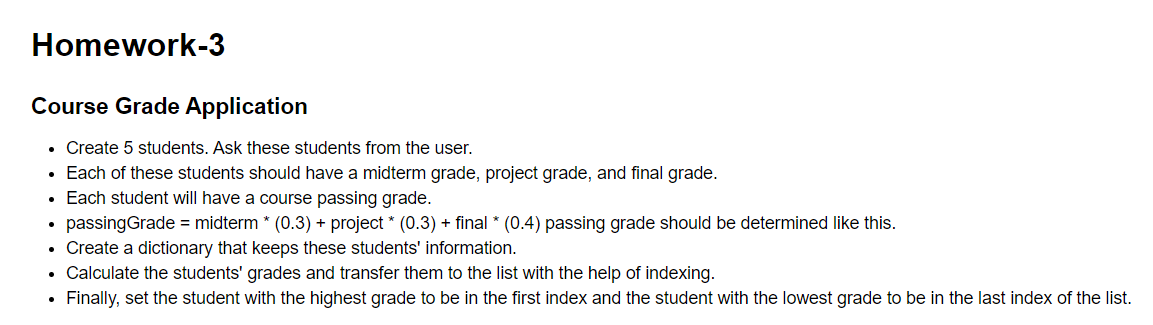 Homework-3
Course Grade Application
• Create 5 students. Ask these students from the user.
• Each of these students should have a midterm grade, project grade, and final grade.
• Each student will have a course passing grade.
• passingGrade = midterm * (0.3) + project * (0.3) + final * (0.4) passing grade should be determined like this.
• Create a dictionary that keeps these students' information.
• Calculate the students' grades and transfer them to the list with the help of indexing.
• Finally, set the student with the highest grade to be in the first index and the student with the lowest grade to be in the last index of the list.